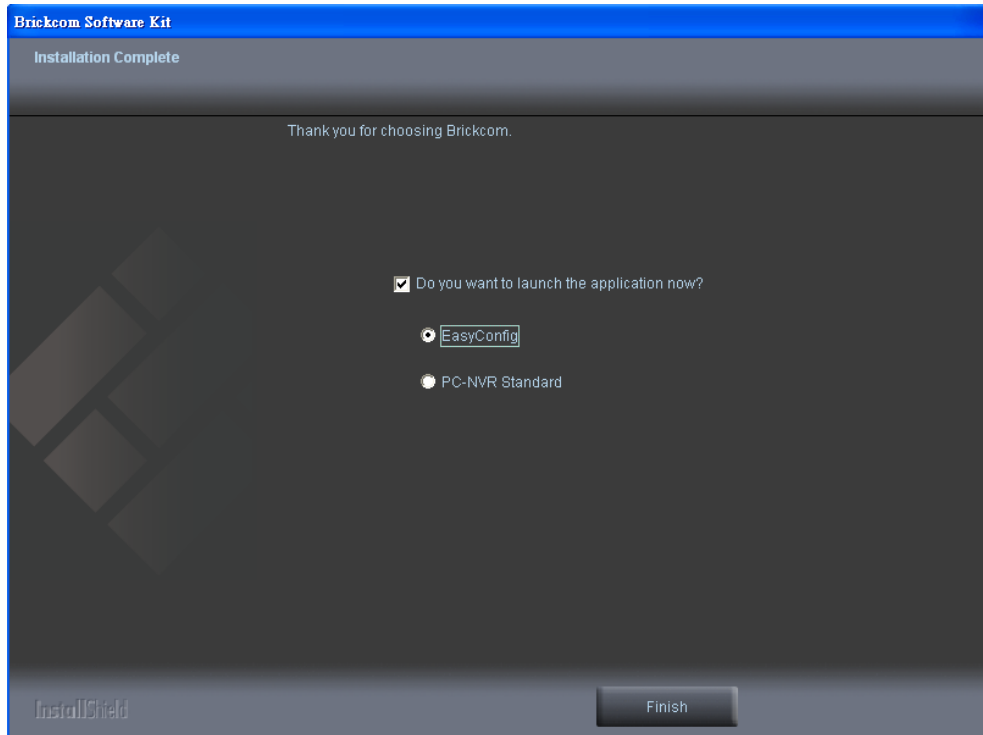 Brickcom Software Kit
Installation Complete
Thank you for choosing Brickcom.
Do you want to launch the application now?
EasyConfig
PC-NVR Standard
InstallShield
Finish